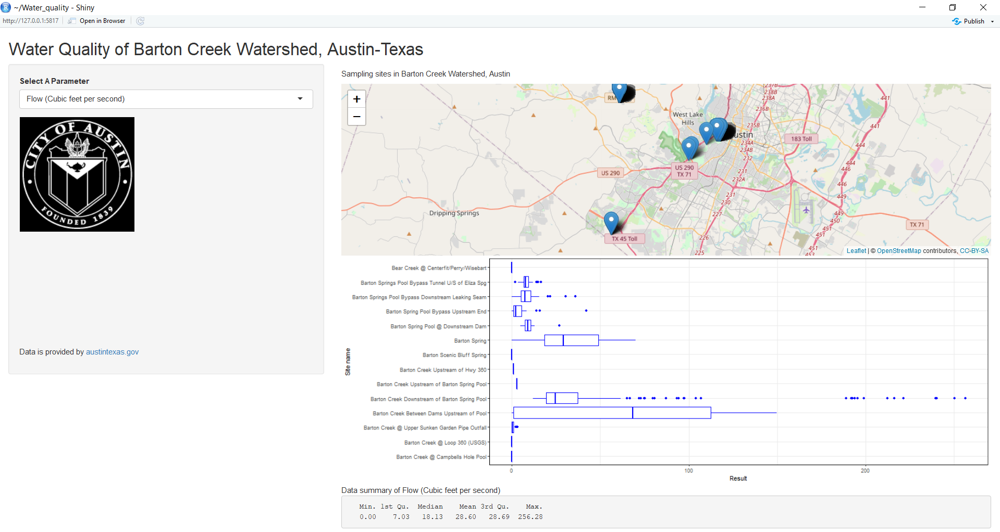 ~/Water_quality - Shiny
http://127.0.0.1:5817
Open in Browser
Publish
Water Quality of Barton Creek Watershed, Austin-Texas
Select A Parameter
Flow (Cubic feet per second)
CITY OF AUSTIN
FOUNDED 1839
Data is provided by austintexas.gov
Sampling sites in Barton Creek Watershed, Austin
+
−
RM
237B
238B
238A
236B
441
West Lake
Hills
235B
441
ustin
183 Toll
234A
234B
444
232
444
US 290
TX 71
US 290
231
232A
446
446
231
230
449
Dripping Springs
227
449
450
TX 71
451
451
TX 45 Toll
226
225
453
453
Leaflet | © OpenStreetMap contributors, CC-BY-SA
Bear Creek @ Centerfit/Perry/Wisebart
Barton Springs Pool Bypass Tunnel U/S of Eliza Spg
Barton Springs Pool Bypass Downstream Leaking Seam
Barton Spring Pool Bypass Upstream End
Barton Spring Pool @ Downstream Dam
Barton Spring
Barton Scenic Bluff Spring
Barton Creek Upstream of Hwy 360
Barton Creek Upstream of Barton Spring Pool
Barton Creek Downstream of Barton Spring Pool
Barton Creek Between Dams Upstream of Pool
Barton Creek @ Upper Sunken Garden Pipe Outfall
Barton Creek @ Loop 360 (USGS)
Barton Creek @ Campbells Hole Pool
Site name
0 100 200
Result
Data summary of Flow (Cubic feet per second)
Min. 1st Qu. Median Mean 3rd Qu. Max.
0.00 7.03 18.13 28.60 28.69 256.28